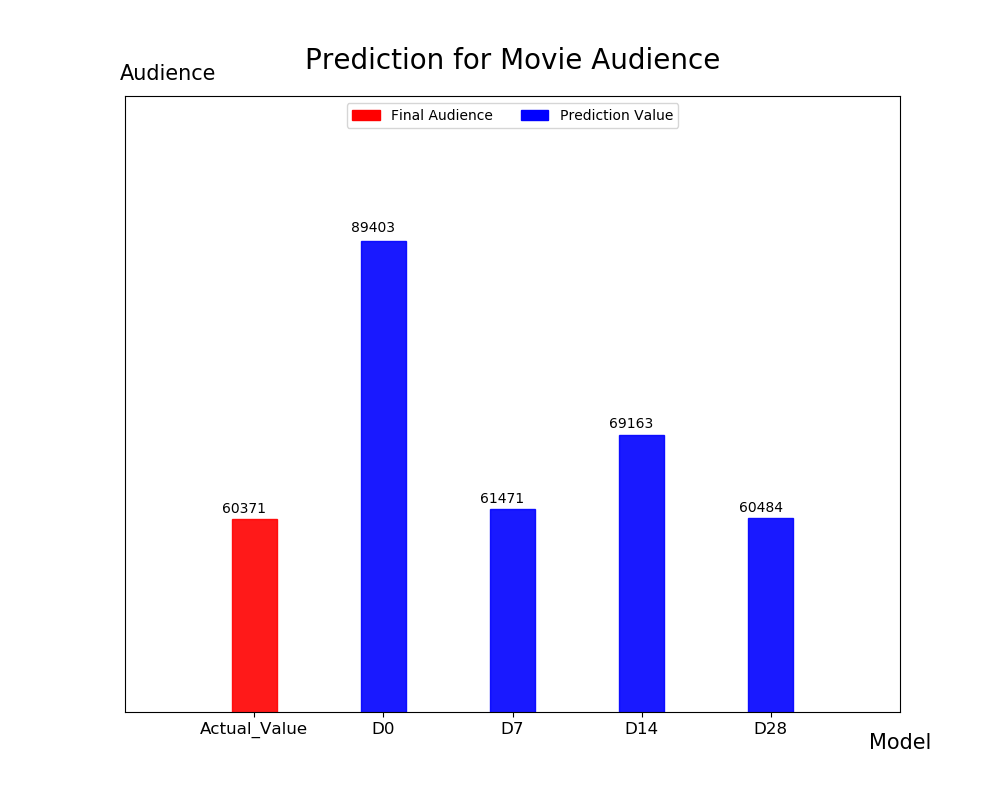 Prediction for Movie Audience
Audience
Final Audience Prediction Value
89403
69163
61471
60371
60484
Actual_Value D0 D7 D14 D28
Model